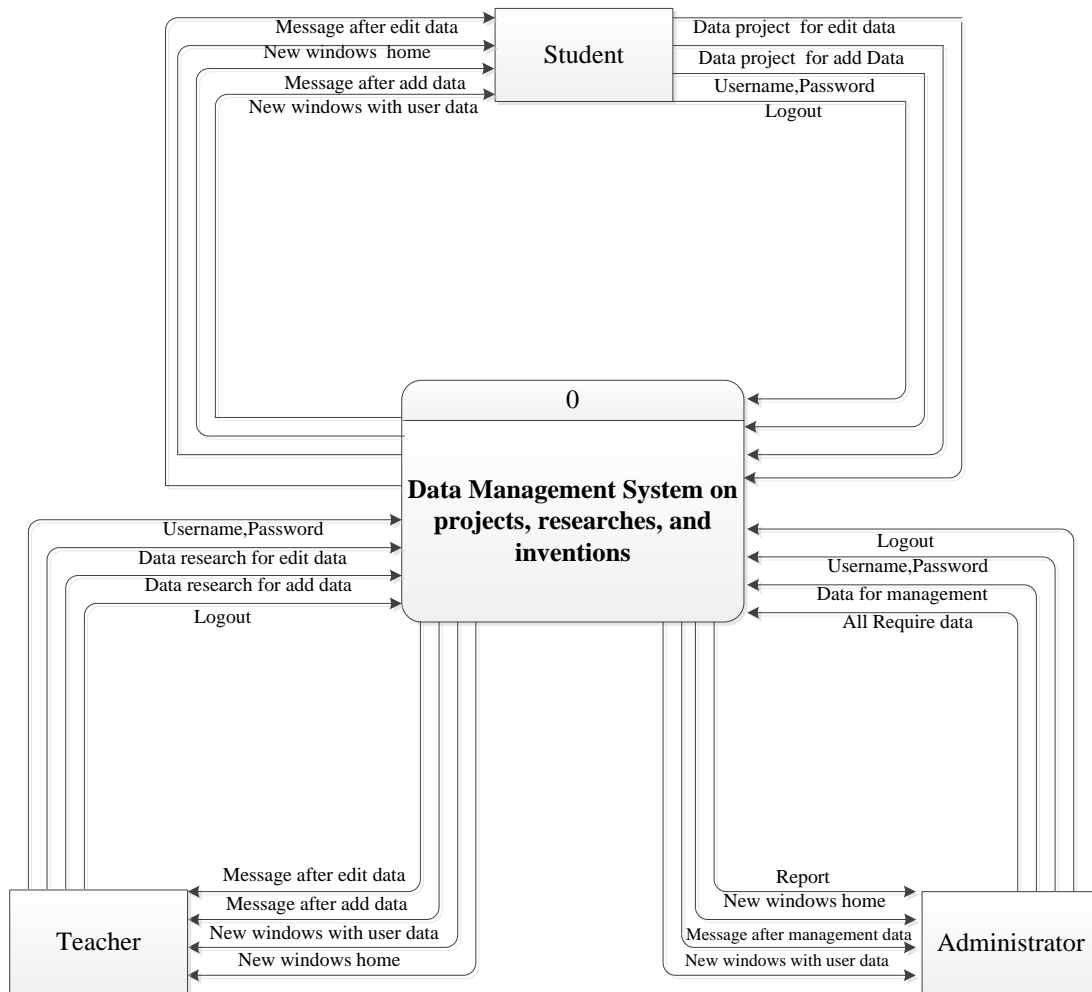 Message after edit data
New windows home
Message after add data
New windows with user data
Student
Data project for edit data
Data project for add Data
Username,Password
Logout
0
Data Management System on
projects, researches, and
inventions
Username,Password
Data research for edit data
Data research for add data
Logout
Logout
Username,Password
Data for management
All Require data
Message after edit data
Message after add data
New windows with user data
New windows home
Teacher
Report
New windows home
Message after management data
New windows with user data
Administrator